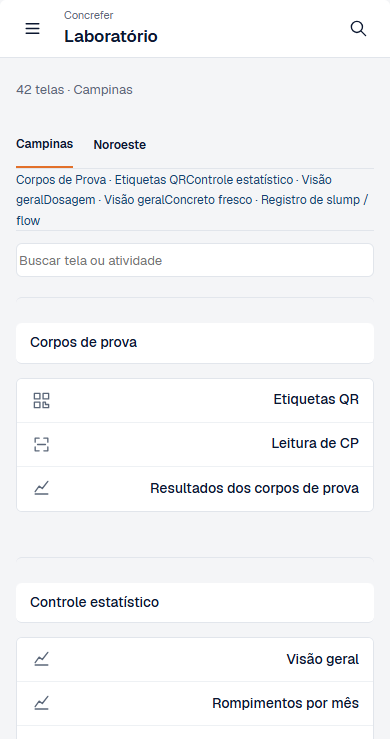 Concrefer
Laboratório
42 telas · Campinas
Campinas
Noroeste
Corpos de Prova · Etiquetas QRControle estatístico · Visão
geralDosagem · Visão geralConcreto fresco · Registro de slump /
flow
Buscar tela ou atividade
Corpos de prova
Etiquetas QR
Leitura de CP
Resultados dos corpos de prova
Controle estatístico
Visão geral
Rompimentos por mês